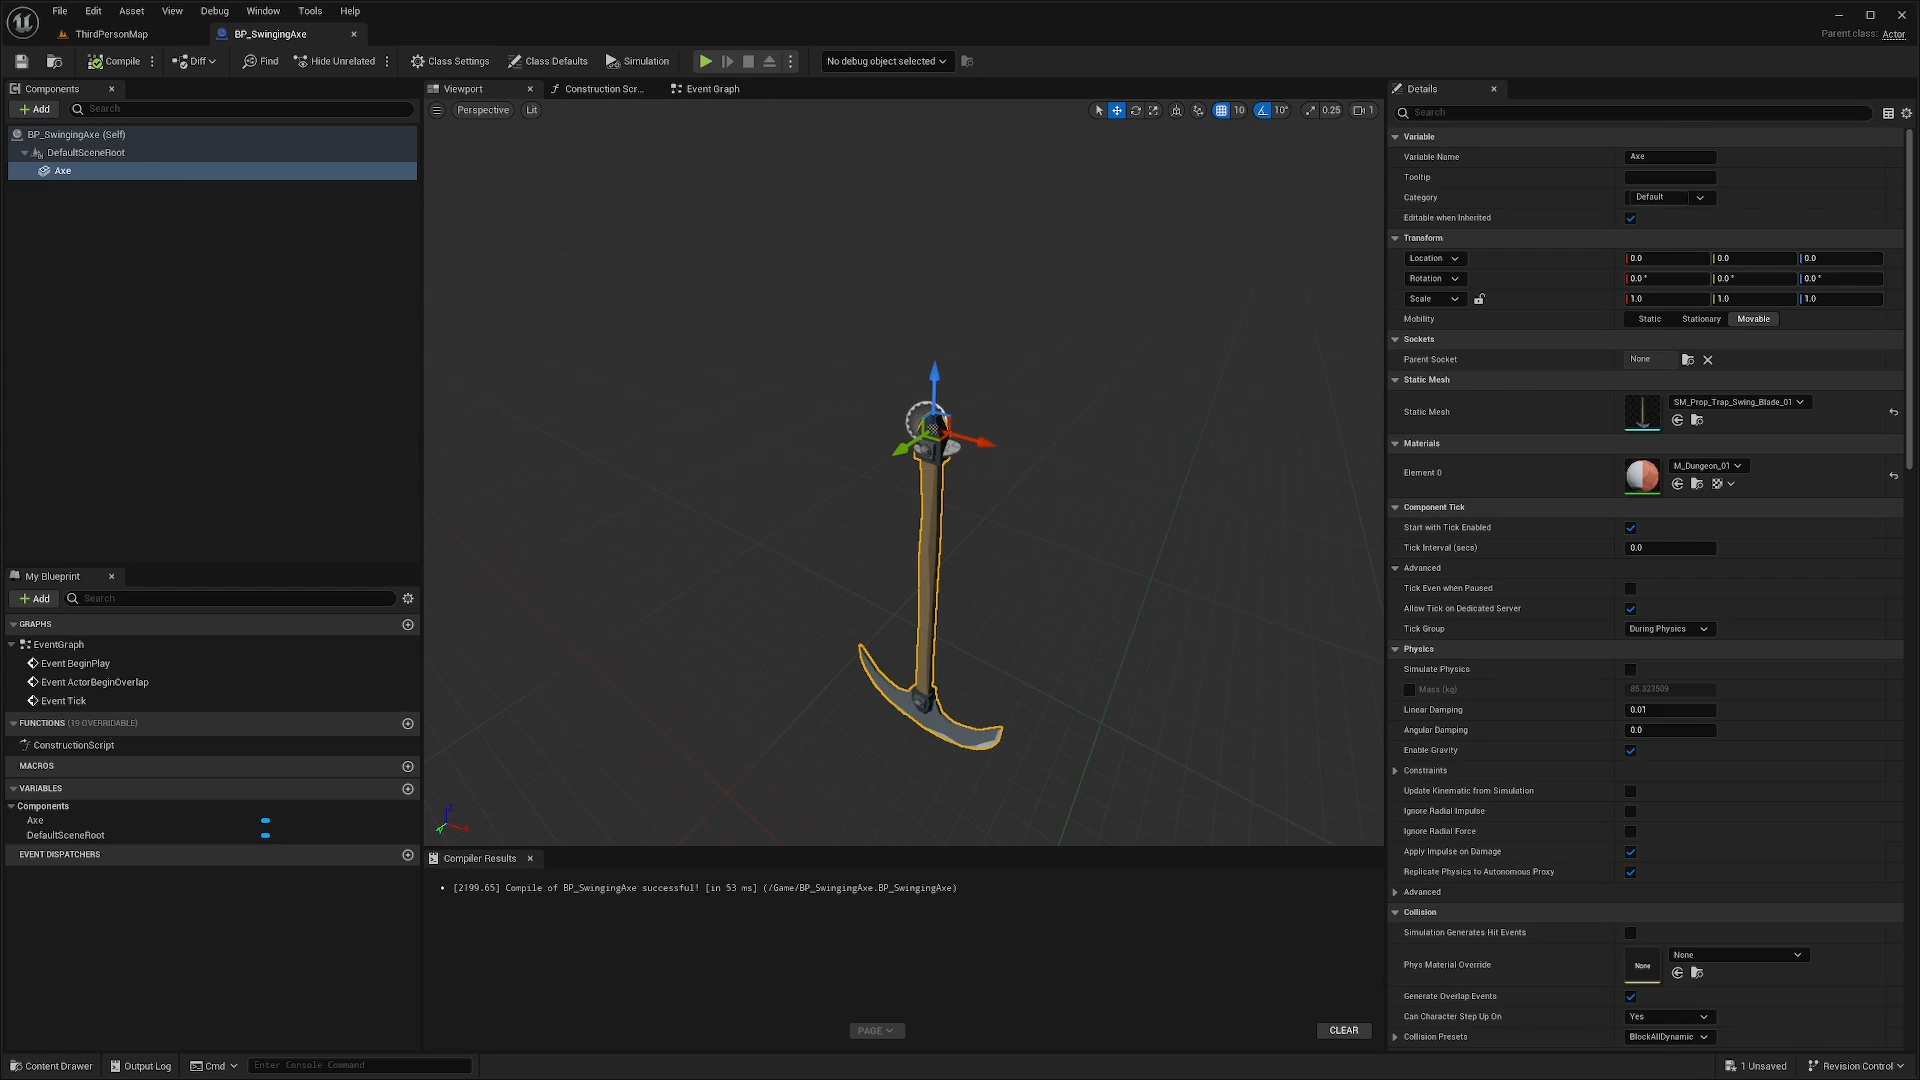 File Edit Asset View Debug Window Tools Help
ThirdPersonMap BP_SwingingAxe
Parent class: Actor
Compile Diff Find Hide Unrelated Class Settings Class Defaults Simulation No debug object selected
Components
Add Search
BP_SwingingAxe (Self)
DefaultSceneRoot
Axe
My Blueprint
Add Search
GRAPHS
EventGraph
Event BeginPlay
Event ActorBeginOverlap
Event Tick
FUNCTIONS (19 OVERRIDABLE)
ConstructionScript
MACROS
VARIABLES
Components
Axe
DefaultSceneRoot
EVENT DISPATCHERS
Viewport Construction Scr... Event Graph
Perspective Lit 10 10° 0.25 1
Z
X
Compiler Results
[2199.65] Compile of BP_SwingingAxe successful! [in 53 ms] (/Game/BP_SwingingAxe.BP_SwingingAxe)
PAGE CLEAR
Details
Search
Variable
Variable Name Axe
Tooltip
Category Default
Editable when Inherited
Transform
Location 0.0 0.0 0.0
Rotation 0.0 ° 0.0 ° 0.0 °
Scale 1.0 1.0 1.0
Mobility Static Stationary Movable
Sockets
Parent Socket None
Static Mesh
Static Mesh SM_Prop_Trap_Swing_Blade_01
Materials
Element 0 M_Dungeon_01
Component Tick
Start with Tick Enabled
Tick Interval (secs) 0.0
Advanced
Tick Even when Paused
Allow Tick on Dedicated Server
Tick Group During Physics
Physics
Simulate Physics
Mass (kg) 85.323509
Linear Damping 0.01
Angular Damping 0.0
Enable Gravity
Constraints
Update Kinematic from Simulation
Ignore Radial Impulse
Ignore Radial Force
Apply Impulse on Damage
Replicate Physics to Autonomous Proxy
Advanced
Collision
Simulation Generates Hit Events
Phys Material Override None None
Generate Overlap Events
Can Character Step Up On Yes
Collision Presets BlockAllDynamic
Content Drawer Output Log Cmd Enter Console Command 1 Unsaved Revision Control